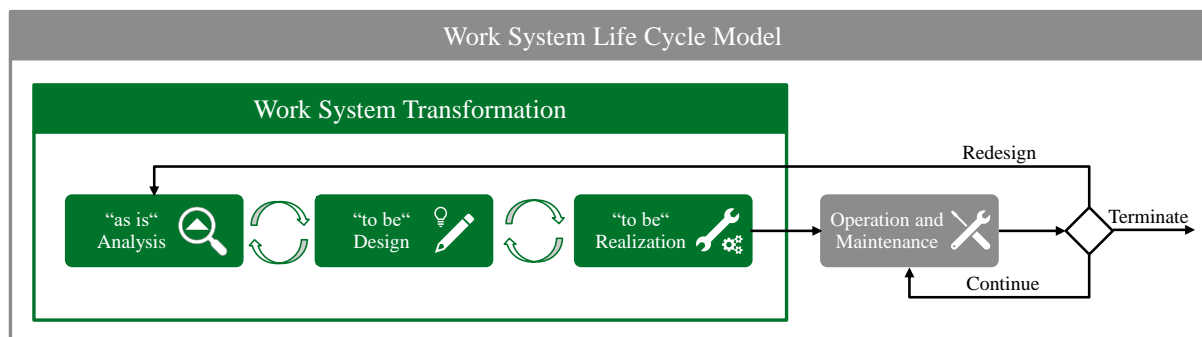 Work System Life Cycle Model
Work System Transformation
Redesign
“as is“
Analysis
“to be“
Design
“to be“
Realization
Operation and
Maintenance
Terminate
Continue